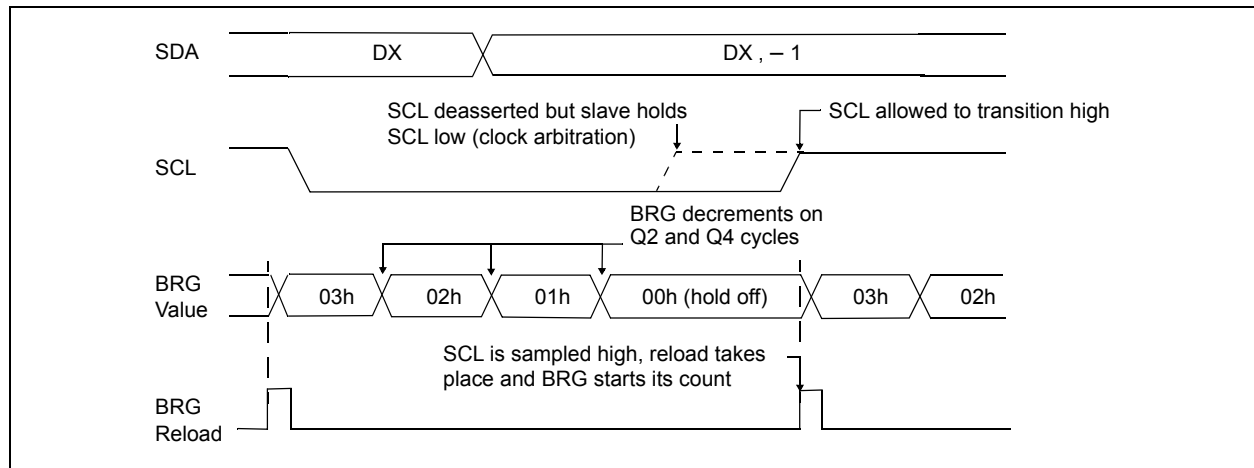 SDA
DX
DX , – 1
SCL deasserted but slave holds
SCL low (clock arbitration)
SCL allowed to transition high
SCL
BRG decrements on
Q2 and Q4 cycles
BRG
Value
03h
02h
01h
00h (hold off)
03h
02h
SCL is sampled high, reload takes
place and BRG starts its count
BRG
Reload